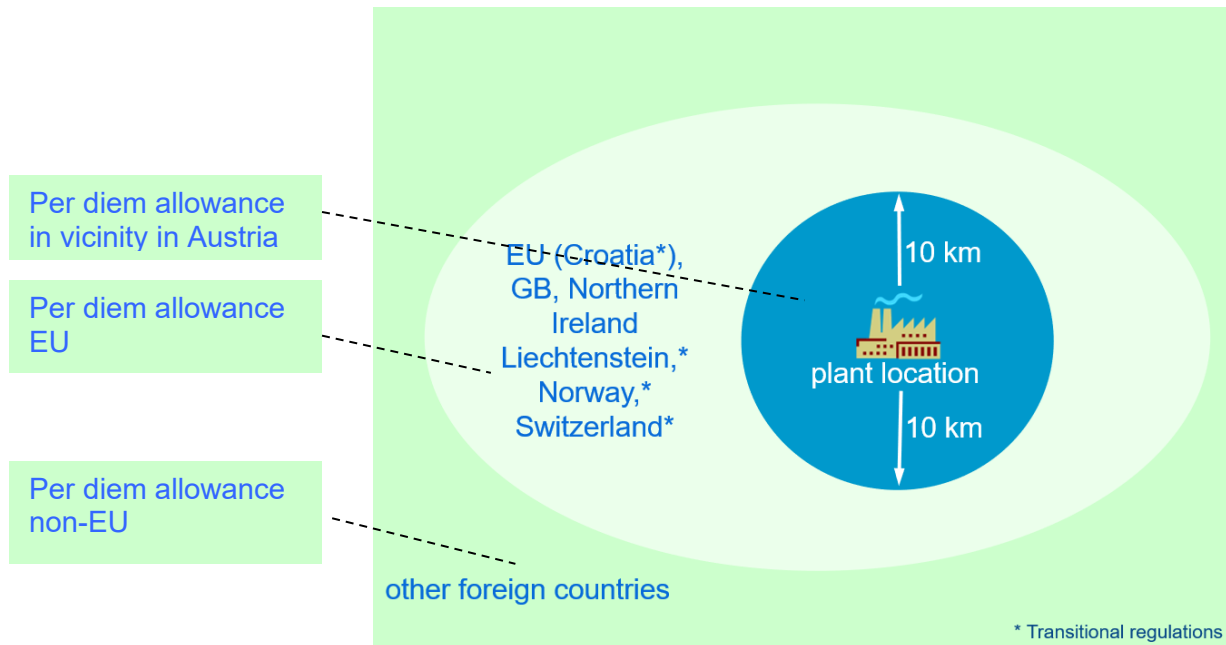 Per diem allowance
in vicinity in Austria
Per diem allowance
EU
Per diem allowance
non-EU
EU (Croatia*),
GB, Northern
Ireland
Liechtenstein,*
Norway,*
Switzerland*
10 km
plant location
10 km
other foreign countries
* Transitional regulations